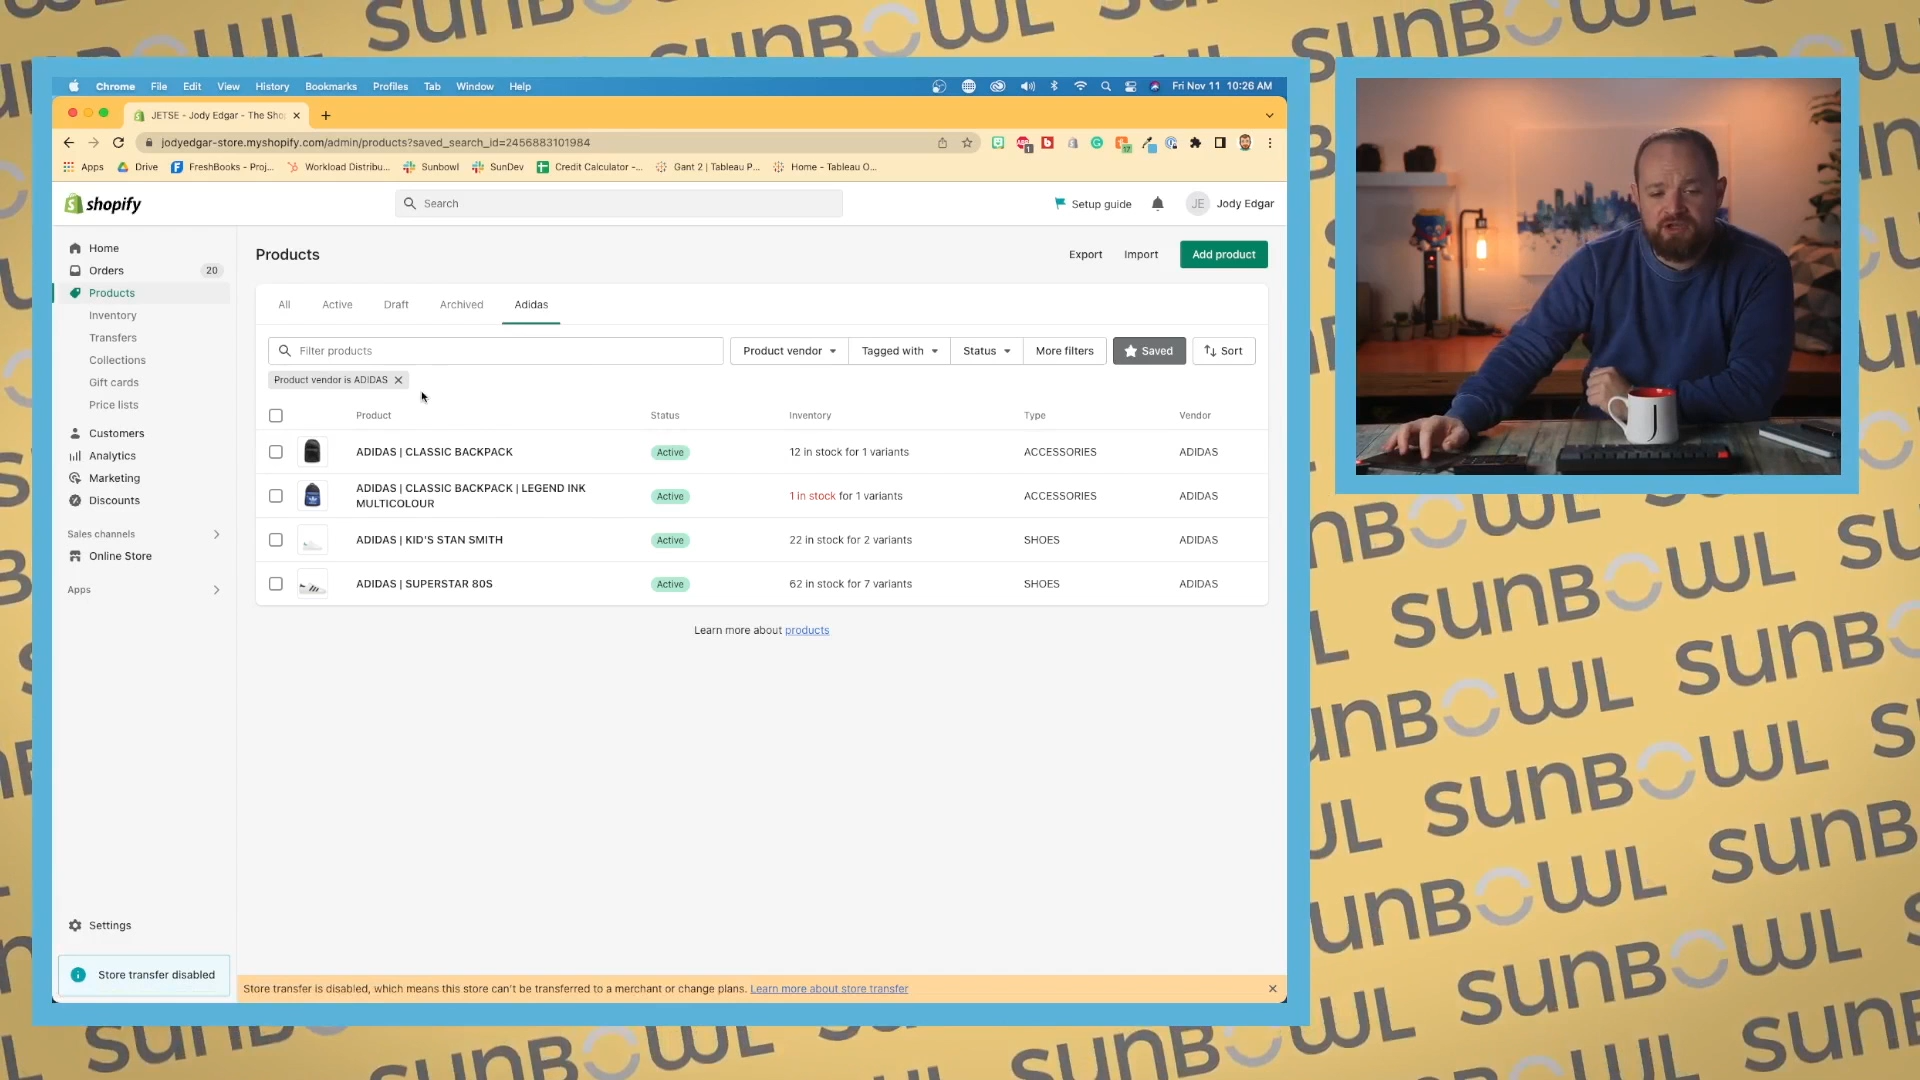 Chrome File Edit View History Bookmarks Profiles Tab Window Help Fri Nov 11 10:26 AM
JETSE - Jody Edgar - The Sho
jodyedgar-store.myshopify.com/admin/products?saved_search_id=2456883101984
Apps Drive FreshBooks - Proj... Workload Distribu... Sunbowl SunDev Credit Calculator -... Gant 2 | Tableau P... Home - Tableau O...
shopify
Search
Setup guide
JE Jody Edgar
Home
Orders 20
Products
Inventory
Transfers
Collections
Gift cards
Price lists
Customers
Analytics
Marketing
Discounts
Sales channels
Online Store
Apps
Settings
Store transfer disabled
Products
Export Import Add product
All Active Draft Archived Adidas
Filter products
Product vendor Tagged with Status More filters Saved Sort
Product vendor is ADIDAS
Product Status Inventory Type Vendor
ADIDAS | CLASSIC BACKPACK Active 12 in stock for 1 variants ACCESSORIES ADIDAS
ADIDAS | CLASSIC BACKPACK | LEGEND INK
MULTICOLOUR Active 1 in stock for 1 variants ACCESSORIES ADIDAS
ADIDAS | KID'S STAN SMITH Active 22 in stock for 2 variants SHOES ADIDAS
ADIDAS | SUPERSTAR 80S Active 62 in stock for 7 variants SHOES ADIDAS
Learn more about products
Store transfer is disabled, which means this store can't be transferred to a merchant or change plans. Learn more about store transfer
J
SUNBOWL
SUNBOWL
SUNBOWL
SUNBOWL
SUNBOWL
SUNBOWL